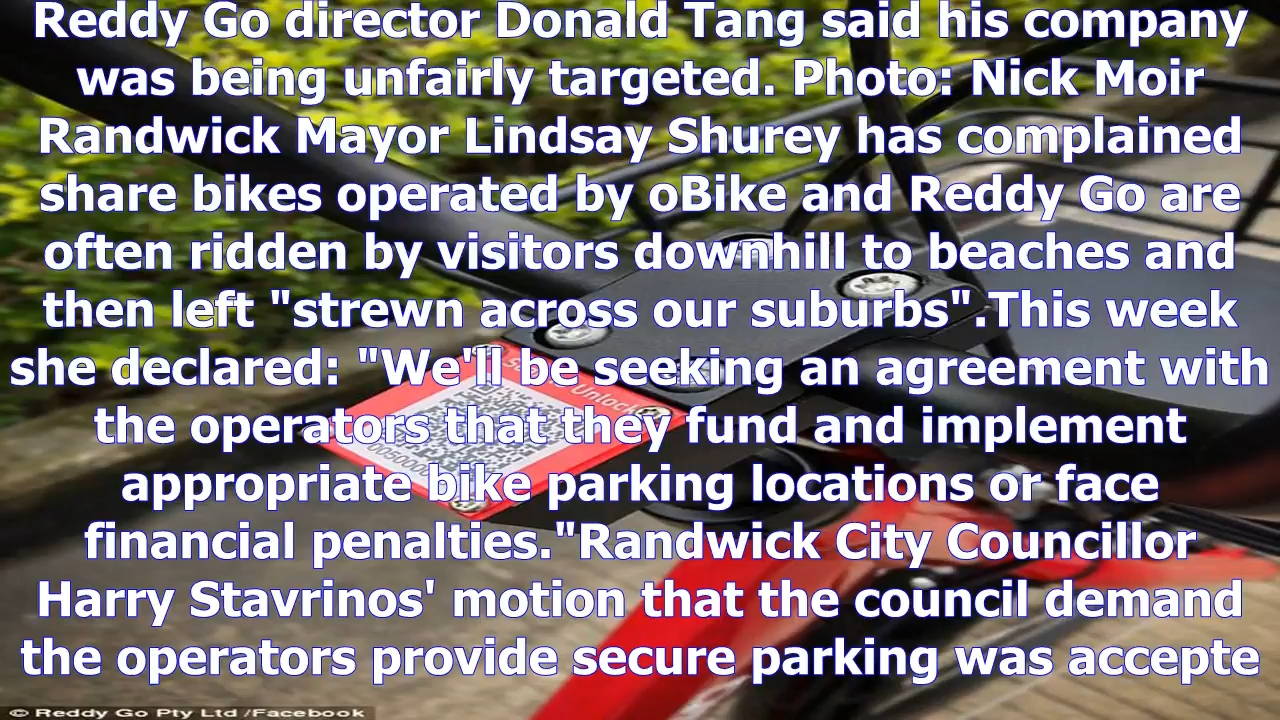 Reddy Go director Donald Tang said his company
was being unfairly targeted. Photo: Nick Moir
Randwick Mayor Lindsay Shurey has complained
share bikes operated by oBike and Reddy Go are
often ridden by visitors downhill to beaches and
then left "strewn across our suburbs".This week
she declared: "We'll be seeking an agreement with
the operators that they fund and implement
appropriate bike parking locations or face
financial penalties."Randwick City Councillor
Harry Stavrinos' motion that the council demand
the operators provide secure parking was accepte
Unlock
© Reddy Go Pty Ltd /Facebook